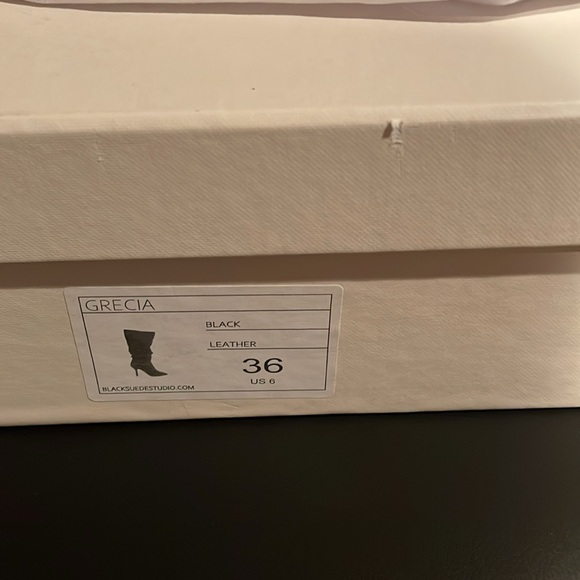 GRECIA
BLACK
LEATHER
36
US 6
BLACKSUEDESTUDIO.COM